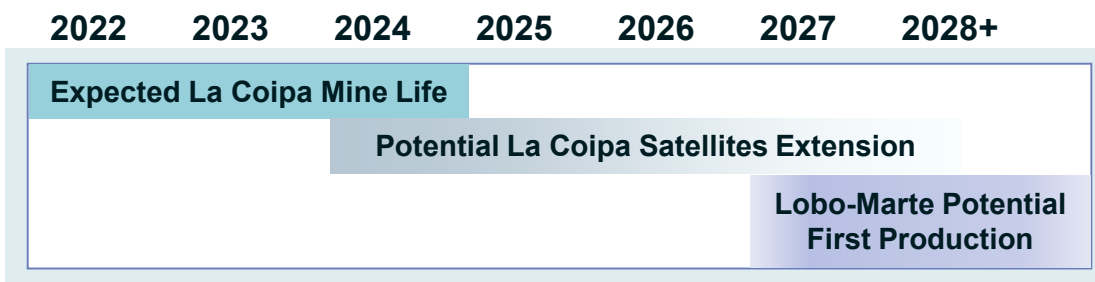 2022 2023 2024 2025 2026 2027 2028+
Expected La Coipa Mine Life
Potential La Coipa Satellites Extension
Lobo-Marte Potential
First Production